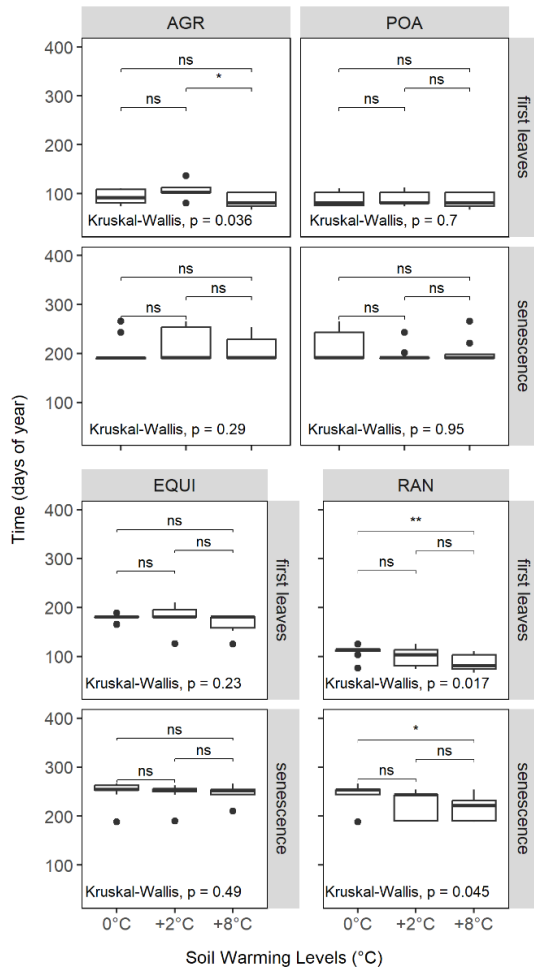 AGR
POA
400
300
200
100
ns
ns
*
Kruskal-Wallis, p = 0.036
ns
ns
ns
Kruskal-Wallis, p = 0.7
first leaves
400
300
200
100
ns
ns
ns
Kruskal-Wallis, p = 0.29
ns
ns
ns
Kruskal-Wallis, p = 0.95
senescence
Time (days of year)
EQUI
RAN
400
300
200
100
ns
ns
ns
Kruskal-Wallis, p = 0.23
first leaves
**
ns
ns
Kruskal-Wallis, p = 0.017
first leaves
400
300
200
100
ns
ns
ns
Kruskal-Wallis, p = 0.49
senescence
*
ns
ns
Kruskal-Wallis, p = 0.045
senescence
0°C +2°C +8°C
0°C +2°C +8°C
Soil Warming Levels (°C)